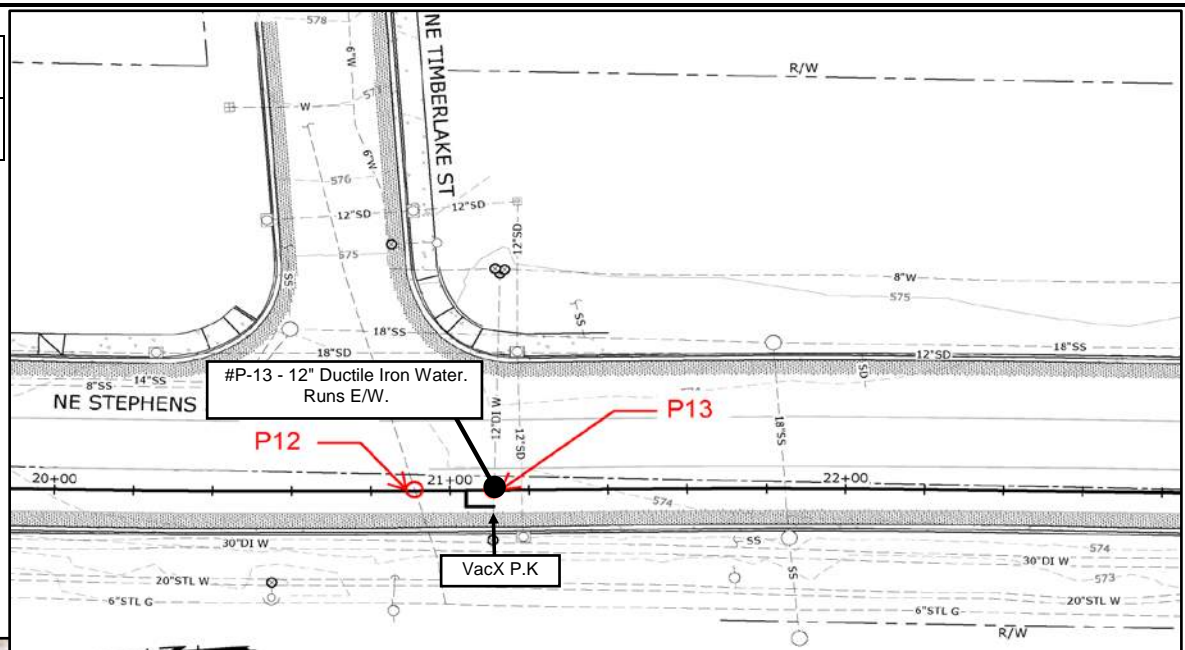 578
6"W
573
R/W
NE TIMBERLAKE ST
W
6"W
576
12"SD
12"SD
12"SD
575
8"W
575
SS
SS
18"SS
18"SS
18"SD
12"SD
SD
8"SS
14"SS
NE STEPHENS
#P-13 - 12" Ductile Iron Water.
Runs E/W.
12"DI W
12"SD
18"SS
P12
P13
20+00
21+00
22+00
574
30"DI W
SS
30"DI W
574
VacX P.K
20"STL W
SS
573
20"STL W
6"STL G
6"STL G
R/W